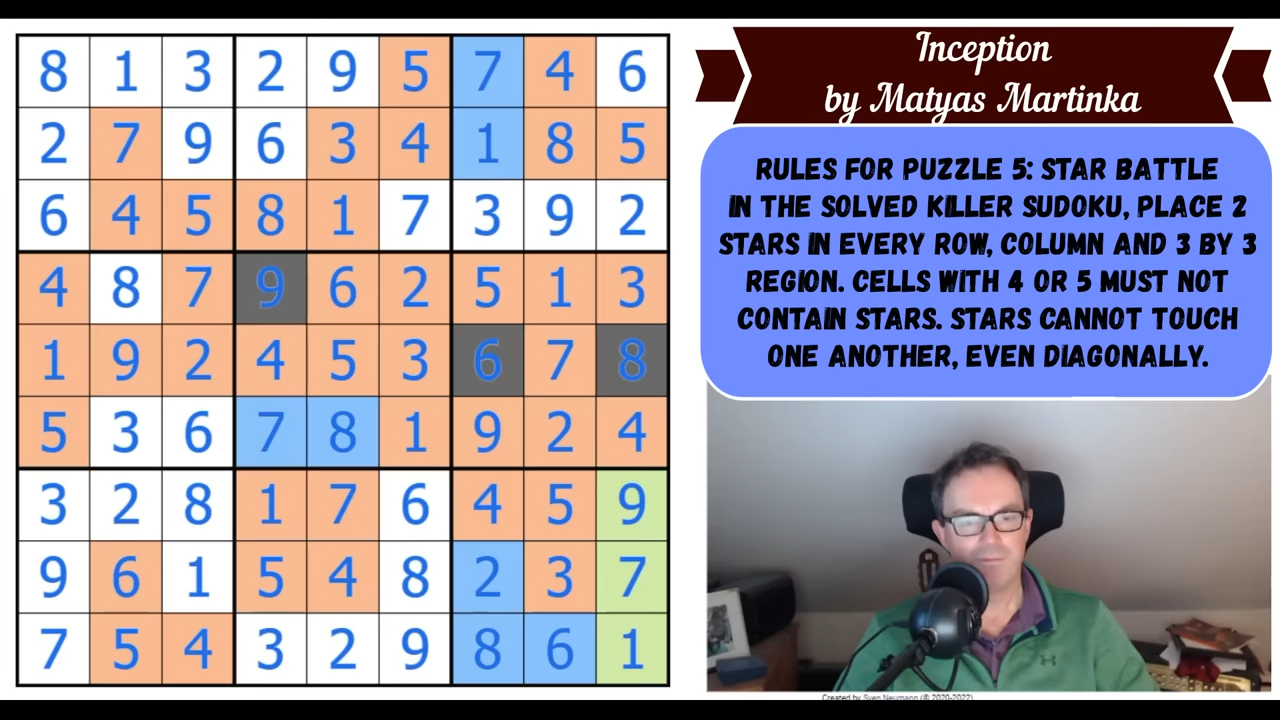 8 1 3 2 9 5 7 4 6
2 7 9 6 3 4 1 8 5
6 4 5 8 1 7 3 9 2
4 8 7 9 6 2 5 1 3
1 9 2 4 5 3 6 7 8
5 3 6 7 8 1 9 2 4
3 2 8 1 7 6 4 5 9
9 6 1 5 4 8 2 3 7
7 5 4 3 2 9 8 6 1
Inception
by Matyas Martinka
RULES FOR PUZZLE 5: STAR BATTLE
IN THE SOLVED KILLER SUDOKU, PLACE 2
STARS IN EVERY ROW, COLUMN AND 3 BY 3
REGION. CELLS WITH 4 OR 5 MUST NOT
CONTAIN STARS. STARS CANNOT TOUCH
ONE ANOTHER, EVEN DIAGONALLY.
Created by Sven Neumann (© 2020-2022)